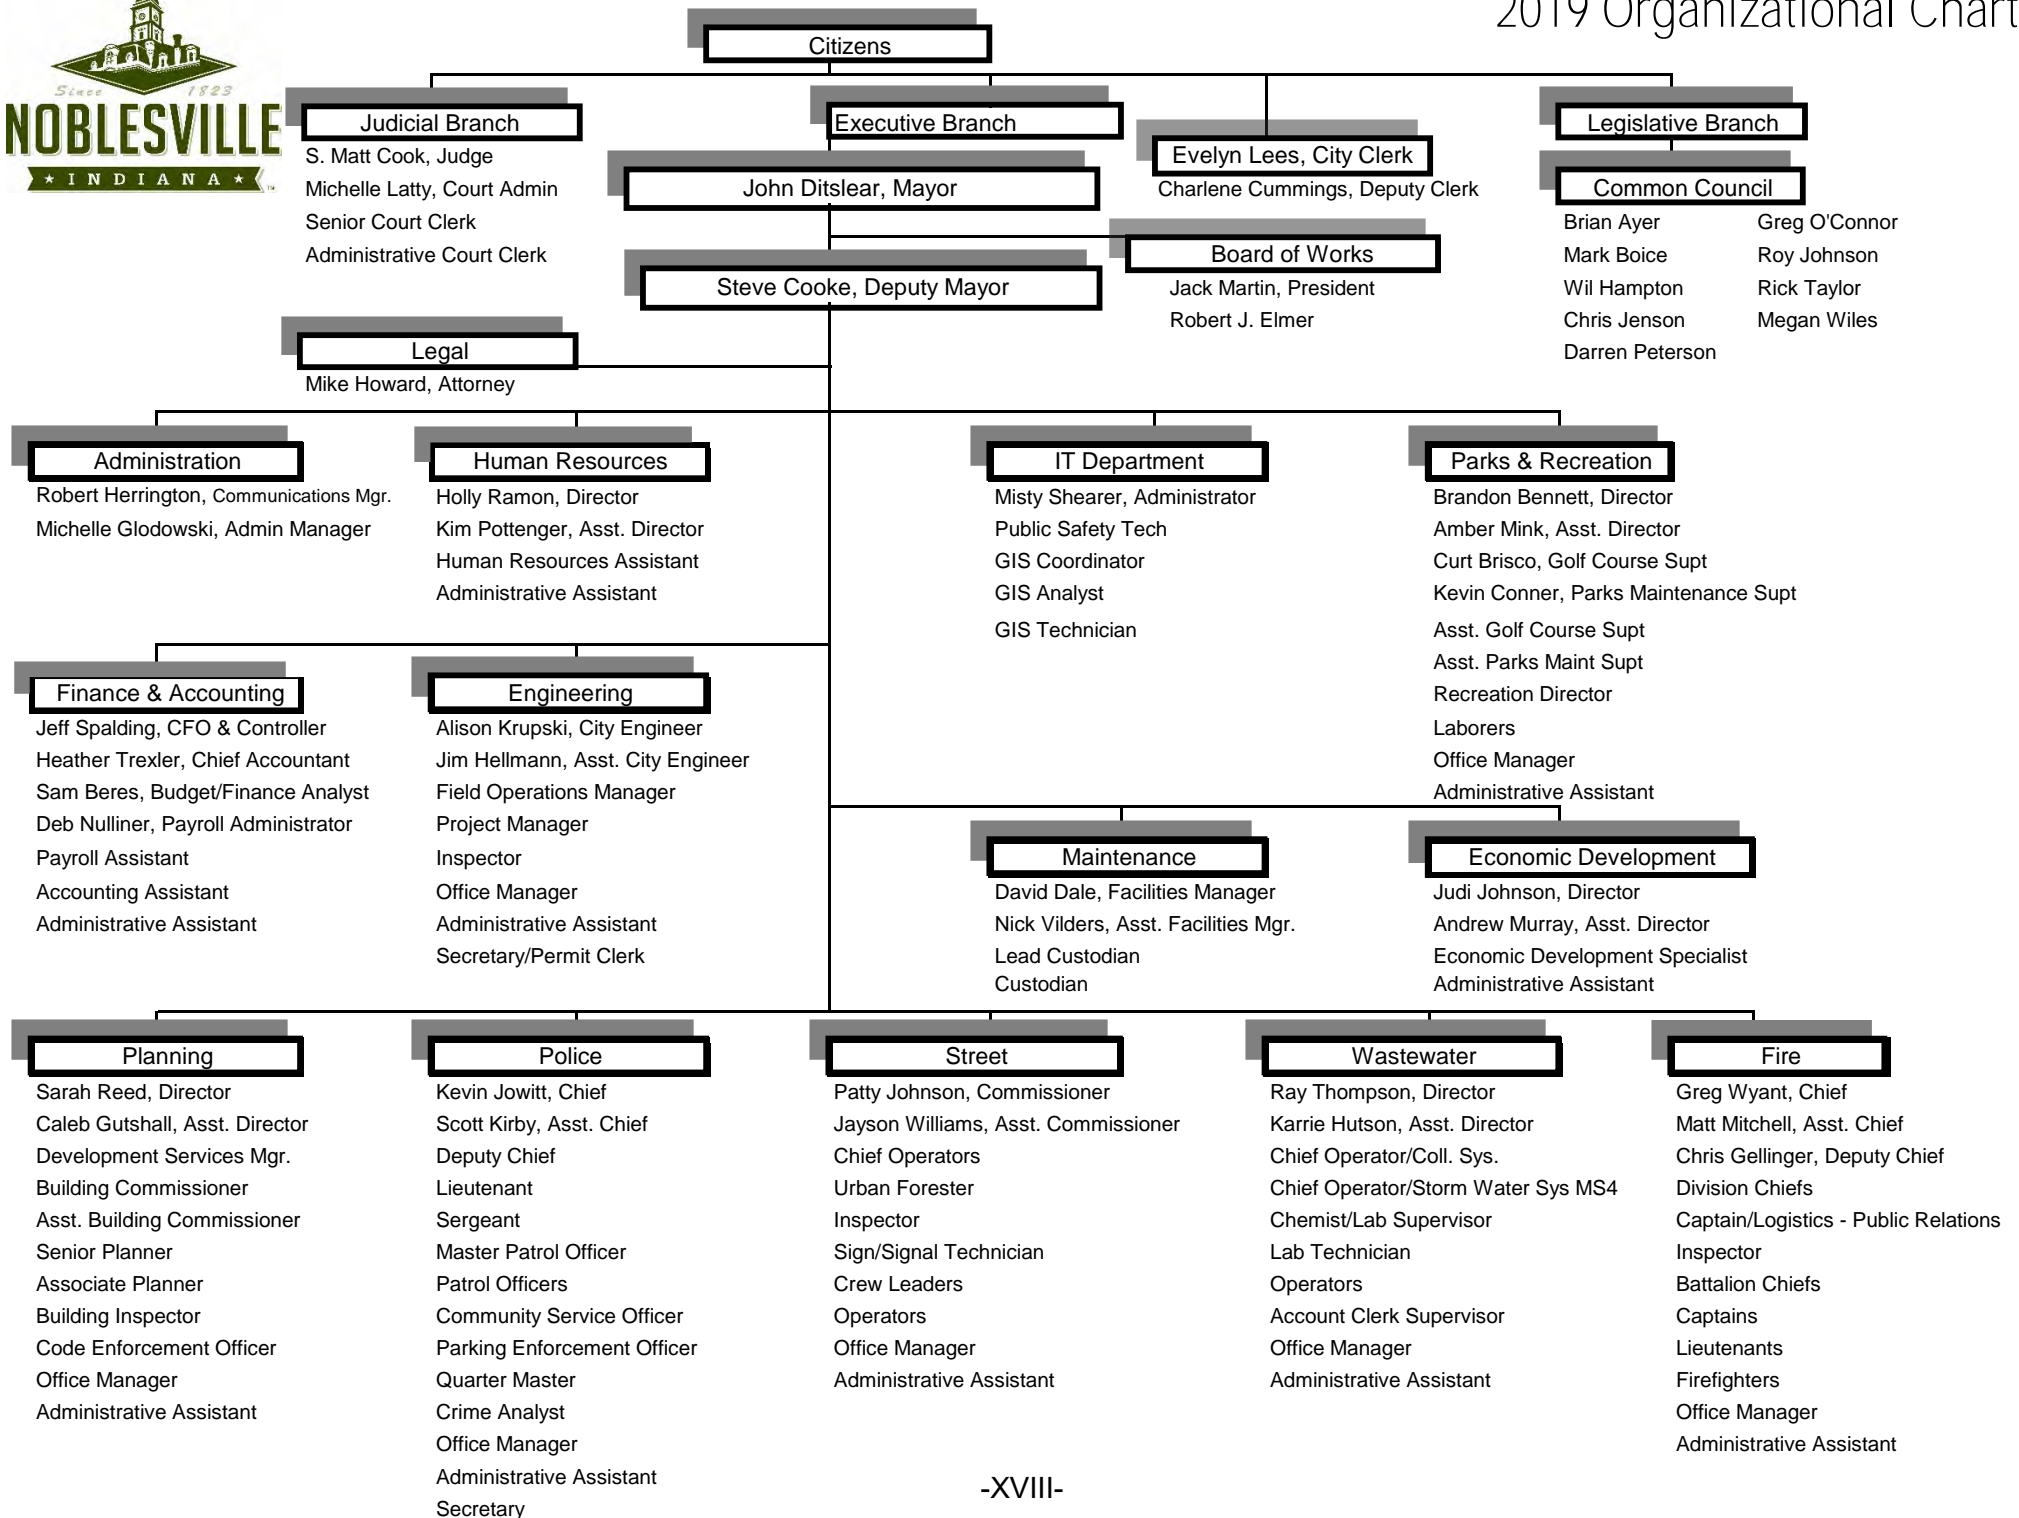 2019 Organizational Chart
Since 1823
NOBLESVILLE
INDIANA
TM
Citizens
Judicial Branch
S. Matt Cook, Judge
Michelle Latty, Court Admin
Senior Court Clerk
Administrative Court Clerk
Executive Branch
John Ditslear, Mayor
Evelyn Lees, City Clerk
Charlene Cummings, Deputy Clerk
Board of Works
Jack Martin, President
Robert J. Elmer
Steve Cooke, Deputy Mayor
Legislative Branch
Common Council
Brian Ayer
Mark Boice
Wil Hampton
Chris Jenson
Darren Peterson
Greg O'Connor
Roy Johnson
Rick Taylor
Megan Wiles
Legal
Mike Howard, Attorney
Administration
Robert Herrington, Communications Mgr.
Michelle Glodowski, Admin Manager
Human Resources
Holly Ramon, Director
Kim Pottenger, Asst. Director
Human Resources Assistant
Administrative Assistant
IT Department
Misty Shearer, Administrator
Public Safety Tech
GIS Coordinator
GIS Analyst
GIS Technician
Parks & Recreation
Brandon Bennett, Director
Amber Mink, Asst. Director
Curt Brisco, Golf Course Supt
Kevin Conner, Parks Maintenance Supt
Asst. Golf Course Supt
Asst. Parks Maint Supt
Recreation Director
Laborers
Office Manager
Administrative Assistant
Finance & Accounting
Jeff Spalding, CFO & Controller
Heather Trexler, Chief Accountant
Sam Beres, Budget/Finance Analyst
Deb Nulliner, Payroll Administrator
Payroll Assistant
Accounting Assistant
Administrative Assistant
Engineering
Alison Krupski, City Engineer
Jim Hellmann, Asst. City Engineer
Field Operations Manager
Project Manager
Inspector
Office Manager
Administrative Assistant
Secretary/Permit Clerk
Maintenance
David Dale, Facilities Manager
Nick Vilders, Asst. Facilities Mgr.
Lead Custodian
Custodian
Economic Development
Judi Johnson, Director
Andrew Murray, Asst. Director
Economic Development Specialist
Administrative Assistant
Planning
Sarah Reed, Director
Caleb Gutshall, Asst. Director
Development Services Mgr.
Building Commissioner
Asst. Building Commissioner
Senior Planner
Associate Planner
Building Inspector
Code Enforcement Officer
Office Manager
Administrative Assistant
Police
Kevin Jowitt, Chief
Scott Kirby, Asst. Chief
Deputy Chief
Lieutenant
Sergeant
Master Patrol Officer
Patrol Officers
Community Service Officer
Parking Enforcement Officer
Quarter Master
Crime Analyst
Office Manager
Administrative Assistant
Secretary
Street
Patty Johnson, Commissioner
Jayson Williams, Asst. Commissioner
Chief Operators
Urban Forester
Inspector
Sign/Signal Technician
Crew Leaders
Operators
Office Manager
Administrative Assistant
Wastewater
Ray Thompson, Director
Karrie Hutson, Asst. Director
Chief Operator/Coll. Sys.
Chief Operator/Storm Water Sys MS4
Chemist/Lab Supervisor
Lab Technician
Operators
Account Clerk Supervisor
Office Manager
Administrative Assistant
Fire
Greg Wyant, Chief
Matt Mitchell, Asst. Chief
Chris Gellinger, Deputy Chief
Division Chiefs
Captain/Logistics - Public Relations
Inspector
Battalion Chiefs
Captains
Lieutenants
Firefighters
Office Manager
Administrative Assistant
-XVIII-